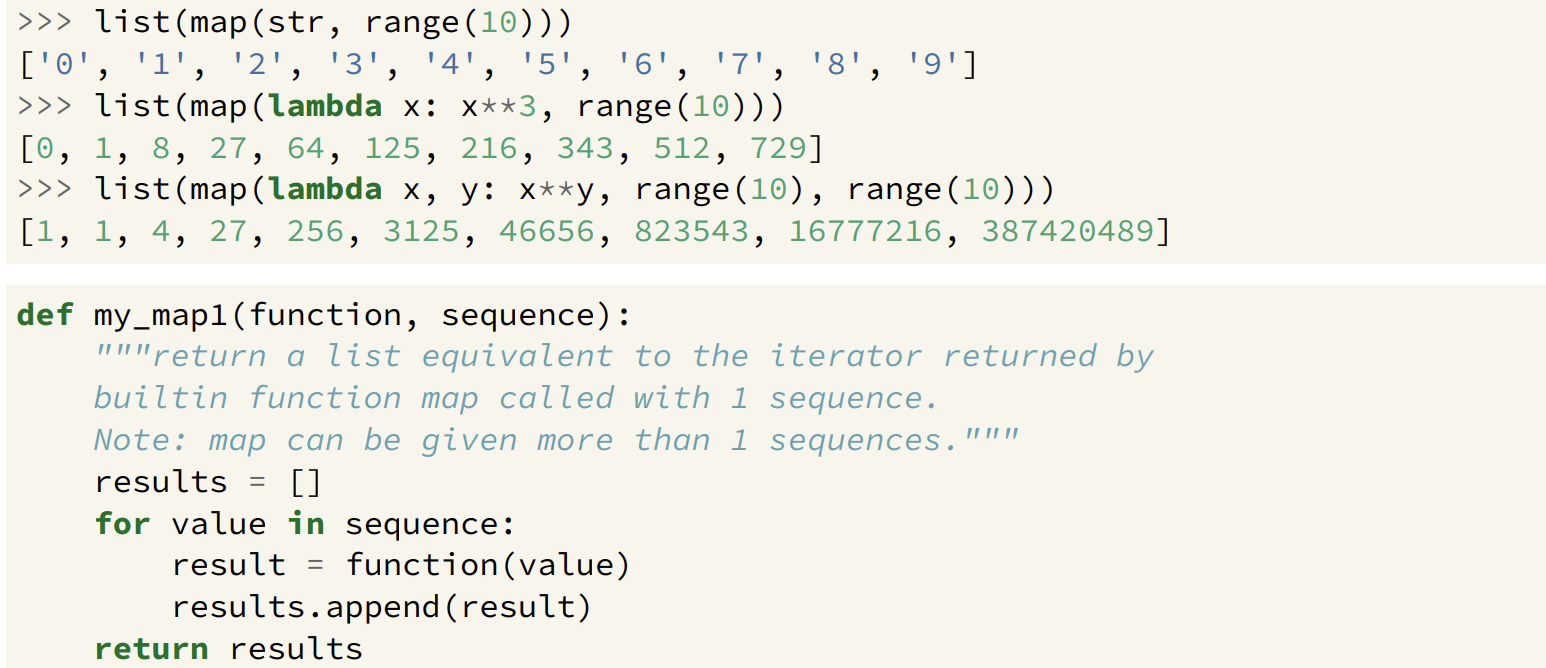 >>> list(map(str, range(10)))
['0', '1', '2', '3', '4', '5', '6', '7', '8', '9']
>>> list(map(lambda x: x**3, range(10)))
[0, 1, 8, 27, 64, 125, 216, 343, 512, 729]
>>> list(map(lambda x, y: x**y, range(10), range(10)))
[1, 1, 4, 27, 256, 3125, 46656, 823543, 16777216, 387420489]
def my_map1(function, sequence):
    """return a list equivalent to the iterator returned by
    builtin function map called with 1 sequence.
    Note: map can be given more than 1 sequences."""
    results = []
    for value in sequence:
        result = function(value)
        results.append(result)
    return results